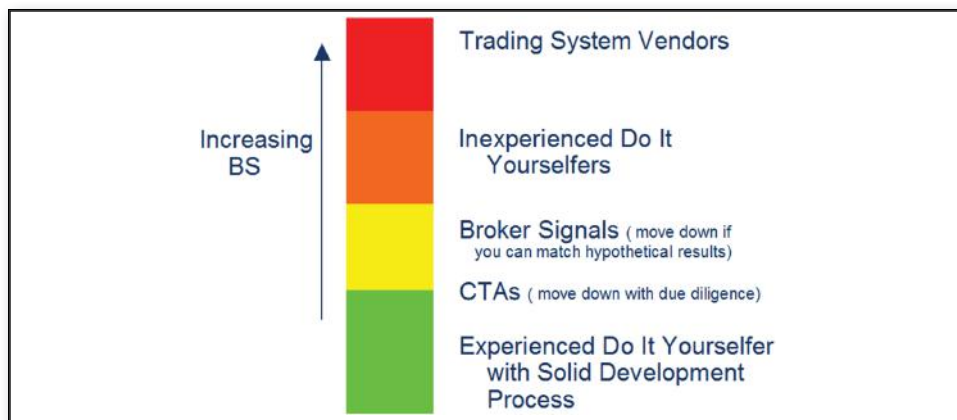 Trading System Vendors
Increasing
BS
Inexperienced Do It
Yourselfers
Broker Signals ( move down if
you can match hypothetical results)
CTAs ( move down with due diligence)
Experienced Do It Yourselfer
with Solid Development
Process